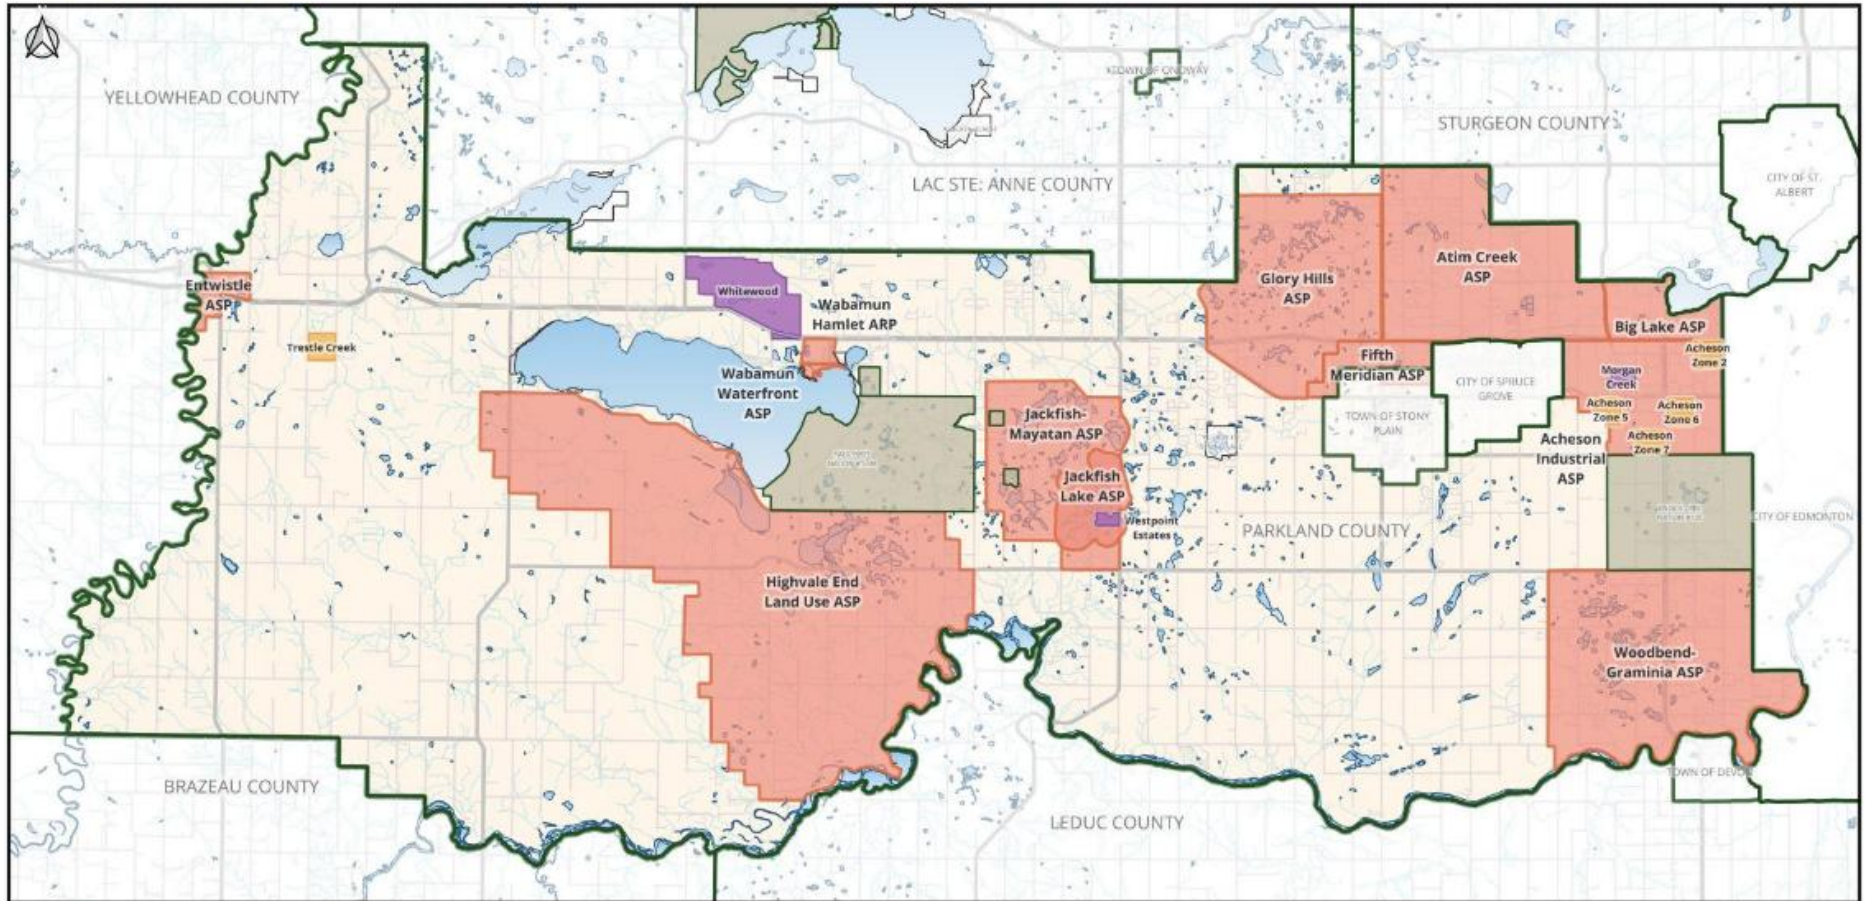 YELLOWHEAD COUNTY
TOWN OF ONOWAY
STURGEON COUNTY
LAC STE. ANNE COUNTY
CITY OF ST.
ALBERT
Entwistle
ASP
Whitewood
Wabamun
Hamlet ARP
Glory Hills
ASP
Atim Creek
ASP
Big Lake ASP
Trestle Creek
Acheson
Zone 2
Fifth
Meridian ASP
Wabamun
Waterfront
ASP
Morgan
Creek
CITY OF SPRUCE
GROVE
Acheson
Zone 5
Acheson
Zone 6
Jackfish-
Mayatan ASP
TOWN OF STONY
PLAIN
Acheson
Zone 7
Acheson
Industrial
ASP
Jackfish
Lake ASP
Westpoint
Estates
PARKLAND COUNTY
CITY OF EDMONTON
Highvale End
Land Use ASP
Woodbend-
Graminia ASP
BRAZEAU COUNTY
TOWN OF DEVON
LEDUC COUNTY